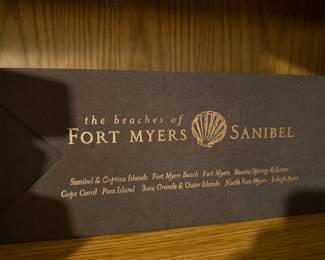 the beaches of
FORT MYERS SANIBEL
Sanibel & Captiva Islands Fort Myers Beach Fort Myers Bonita Springs & Estero
Cape Coral Pine Island Boca Grande & Outer Islands North Fort Myers Lehigh Acres